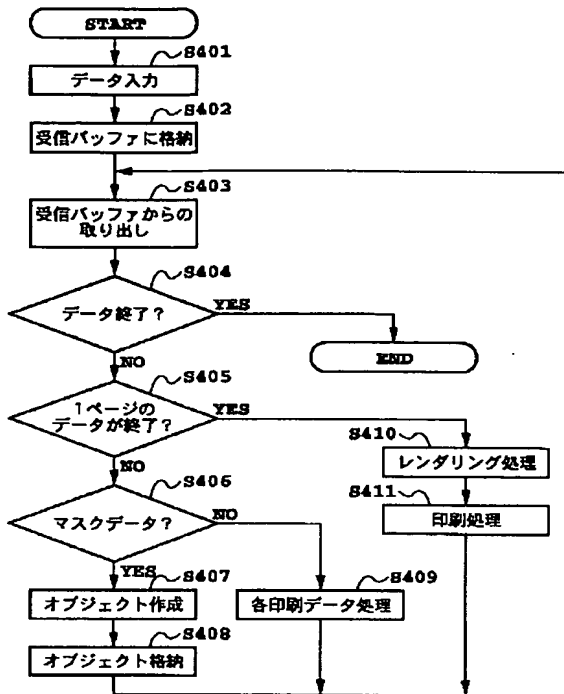 START
S401
データ入力
S402
受信バッファに格納
S403
受信バッファからの
取り出し
S404
データ終了?
YES
END
NO
S405
1ページの
データが終了?
YES
S410
レンダリング処理
S411
印刷処理
NO
S406
マスクデータ?
NO
YES
S407
オブジェクト作成
S409
各印刷データ処理
S408
オブジェクト格納